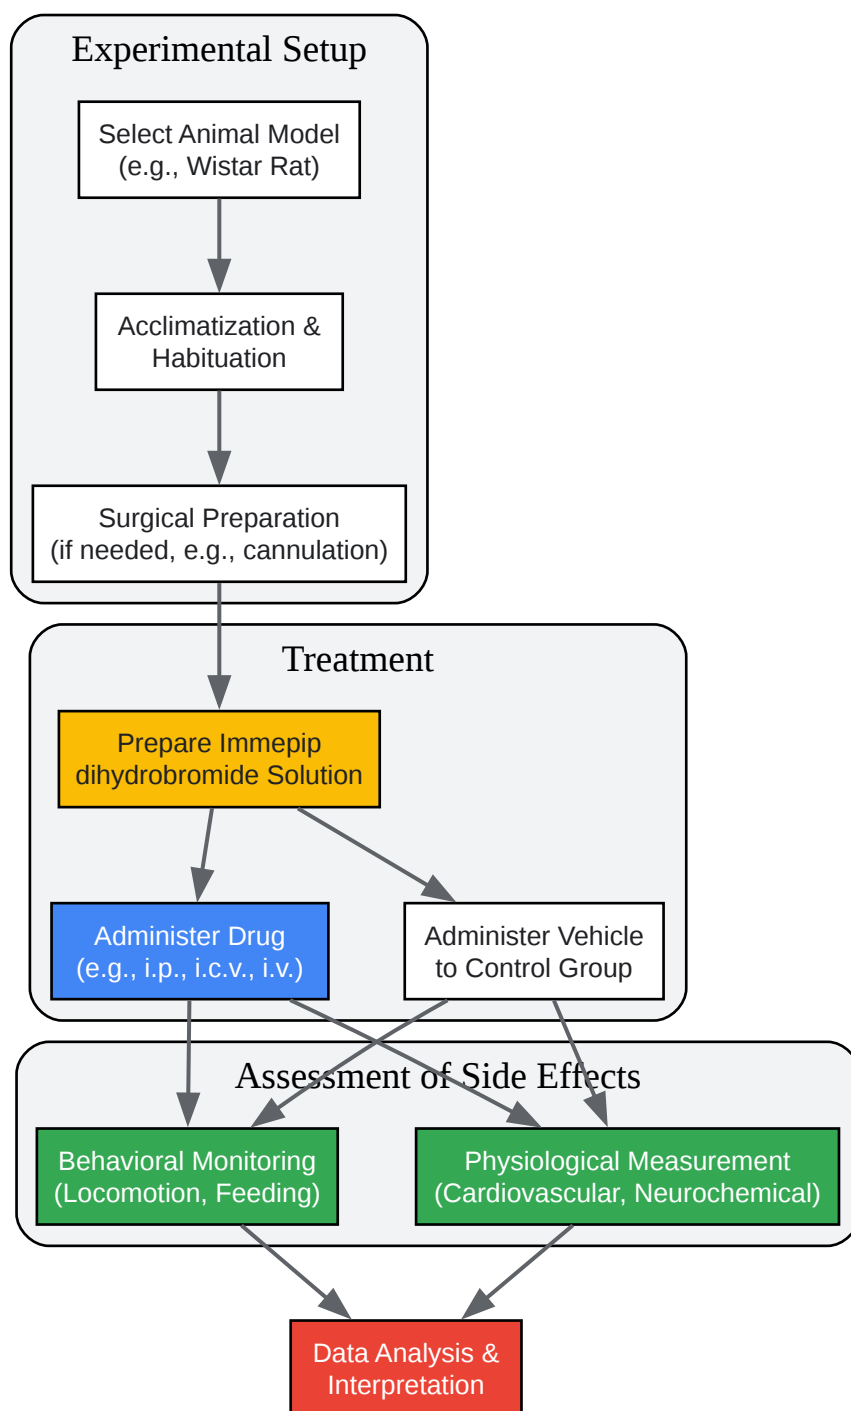 Experimental Setup
Select Animal Model
(e.g., Wistar Rat)
Acclimatization &
Habituation
Surgical Preparation
(if needed, e.g., cannulation)
Treatment
Prepare Immepip
dihydrobromide Solution
Administer Drug
(e.g., i.p., i.c.v., i.v.)
Administer Vehicle
to Control Group
Assessment of Side Effects
Behavioral Monitoring
(Locomotion, Feeding)
Physiological Measurement
(Cardiovascular, Neurochemical)
Data Analysis &
Interpretation